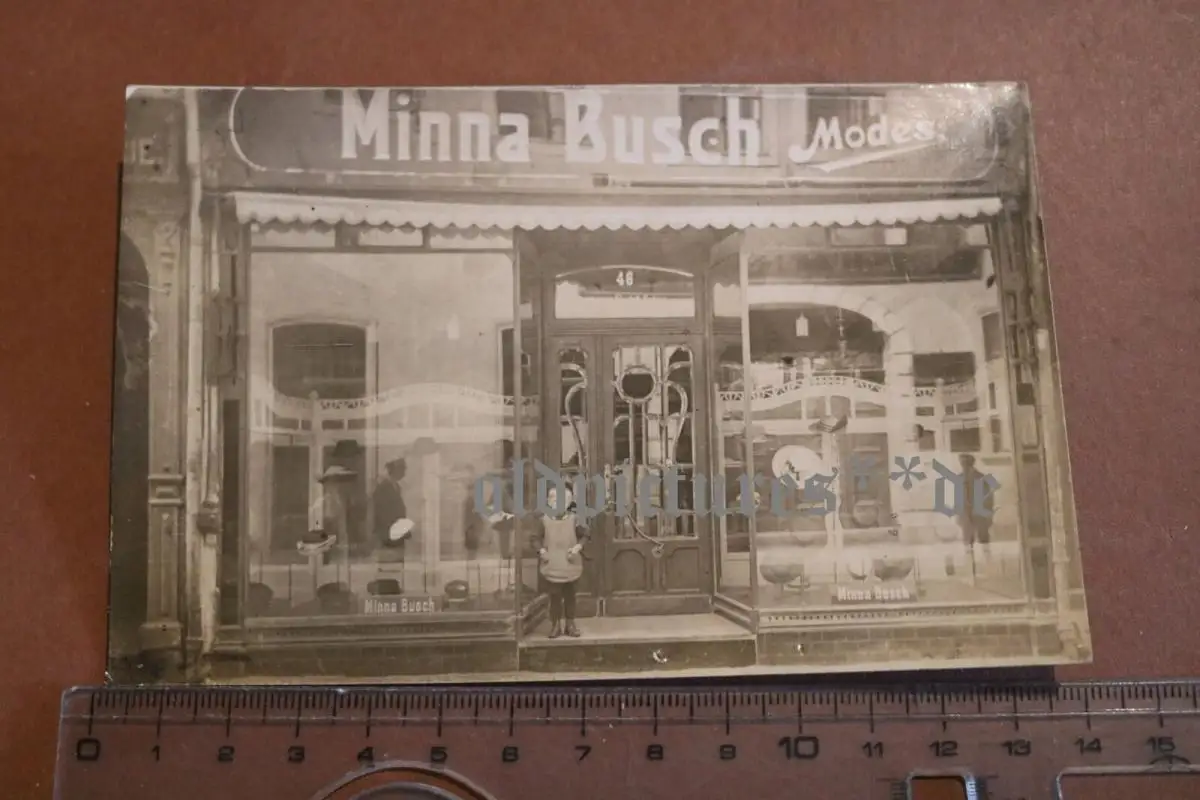 Minna Busch Modes.
46
oldpictures**de
Minna Busch
Minna Busch
0 1 2 3 4 5 6 7 8 9 10 11 12 13 14 15